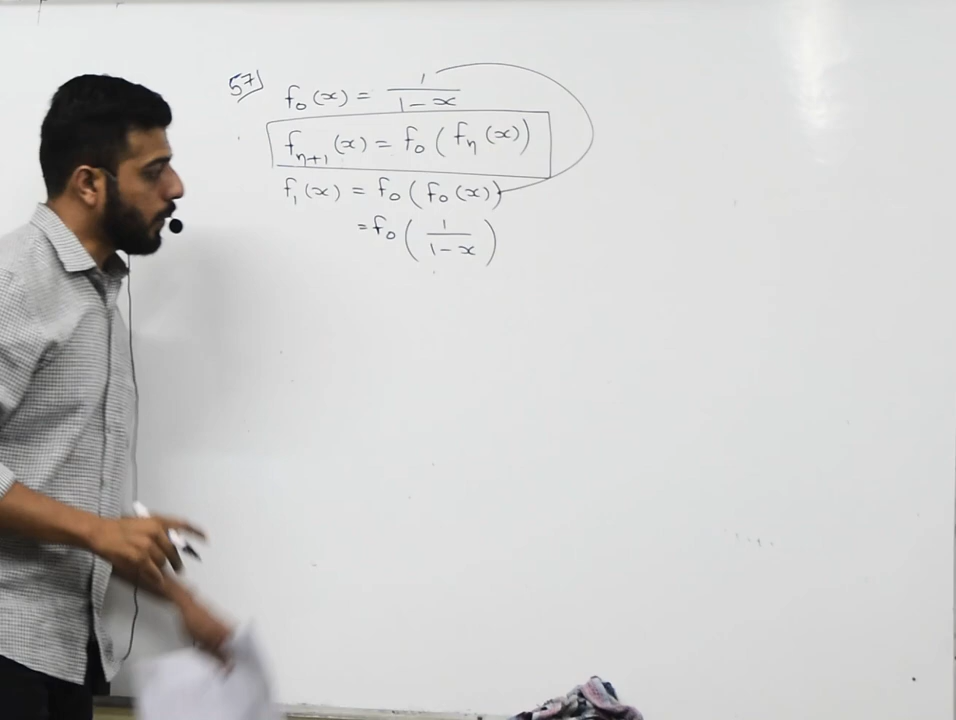 57) f₀(x) = 1/(1-x)
fₙ₊₁(x) = f₀(fₙ(x))
f₁(x) = f₀(f₀(x))
= f₀(1/(1-x))